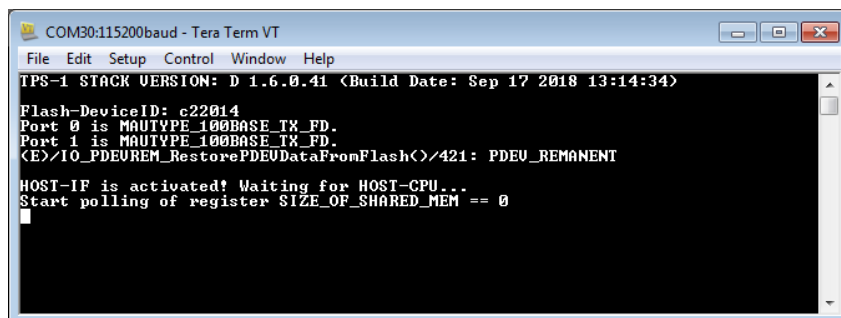 COM30:115200baud - Tera Term VT
File Edit Setup Control Window Help
TPS-1 STACK VERSION: D 1.6.0.41 (Build Date: Sep 17 2018 13:14:34)
Flash-DeviceID: c22014
Port 0 is MAUTYPE_100BASE_TX_FD.
Port 1 is MAUTYPE_100BASE_TX_FD.
(E)/IO_PDEVREM_RestorePDEVDataFromFlash()/421: PDEV_REMANENT
HOST-IF is activated! Waiting for HOST-CPU...
Start polling of register SIZE_OF_SHARED_MEM == 0